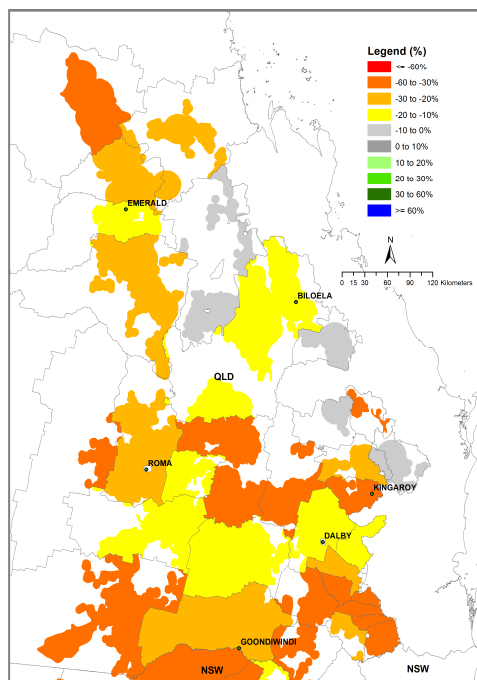 Legend (%)
<= -60%
-60 to -30%
-30 to -20%
-20 to -10%
-10 to 0%
0 to 10%
10 to 20%
20 to 30%
30 to 60%
>= 60%
N
0 15 30 60 90 120 Kilometers
EMERALD
BILOELA
QLD
ROMA
KINGAROY
DALBY
GOONDIWINDI
NSW NSW